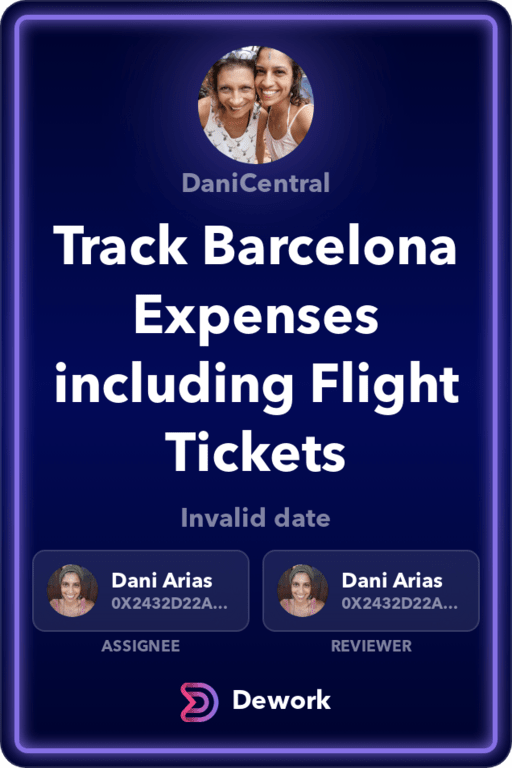 DaniCentral
Track Barcelona
Expenses
including Flight
Tickets
Invalid date
Dani Arias
0X2432D22A...
ASSIGNEE
Dani Arias
0X2432D22A...
REVIEWER
Dework